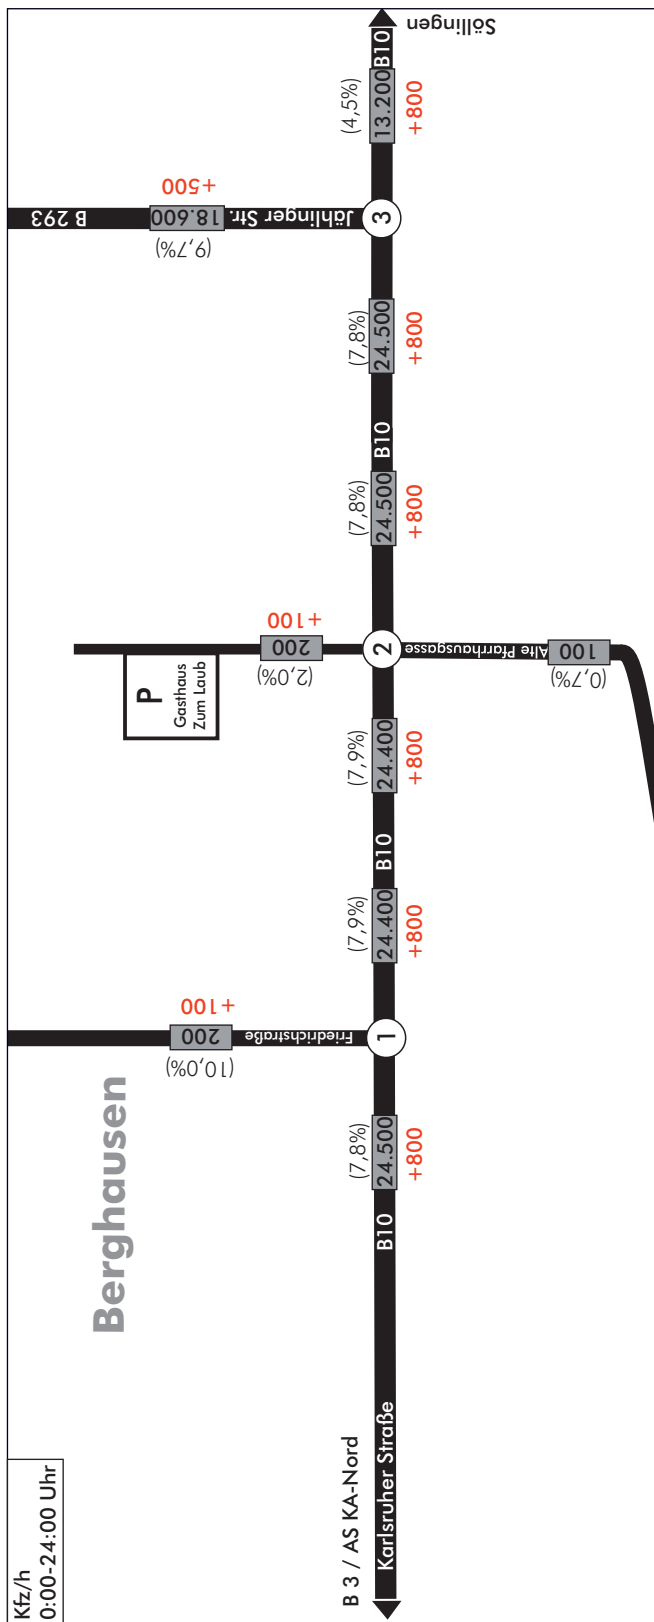 Kfz/h
0:00-24:00 Uhr
Berghausen
B 3 / AS KA-Nord
Karlsruher Straße
B10
(7,8%)
24.500
+800
1
Friedrichstraße
200
(10,0%)
+100
(7,9%)
24.400
+800
B10
(7,9%)
24.400
+800
P
Gasthaus
Zum Laub
200
(2,0%)
+100
2
Alte Pfarrhausgasse
100
(0,7%)
(7,8%)
24.500
+800
B10
(7,8%)
24.500
+800
B 293
18.600
Jählinger Str.
(9,7%)
+500
3
(4,5%)
13.200
+800
B10
Söllingen